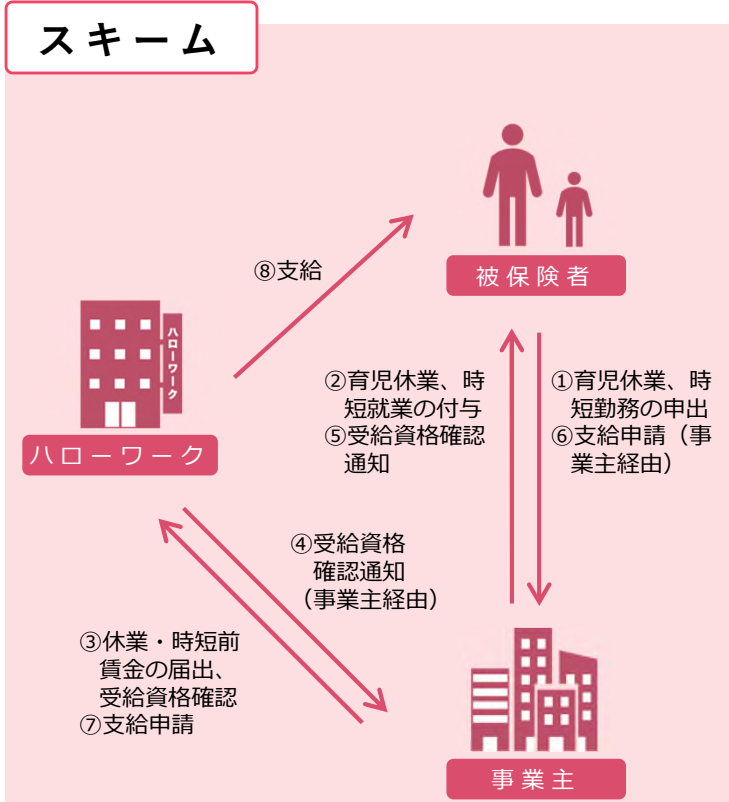 スキーム
⑧支給
被保険者
ハローワーク
ハローワーク
②育児休業、時
短就業の付与
⑤受給資格確認
通知
①育児休業、時
短勤務の申出
⑥支給申請（事
業主経由）
④受給資格
確認通知
（事業主経由）
③休業・時短前
賃金の届出、
受給資格確認
⑦支給申請
事業主